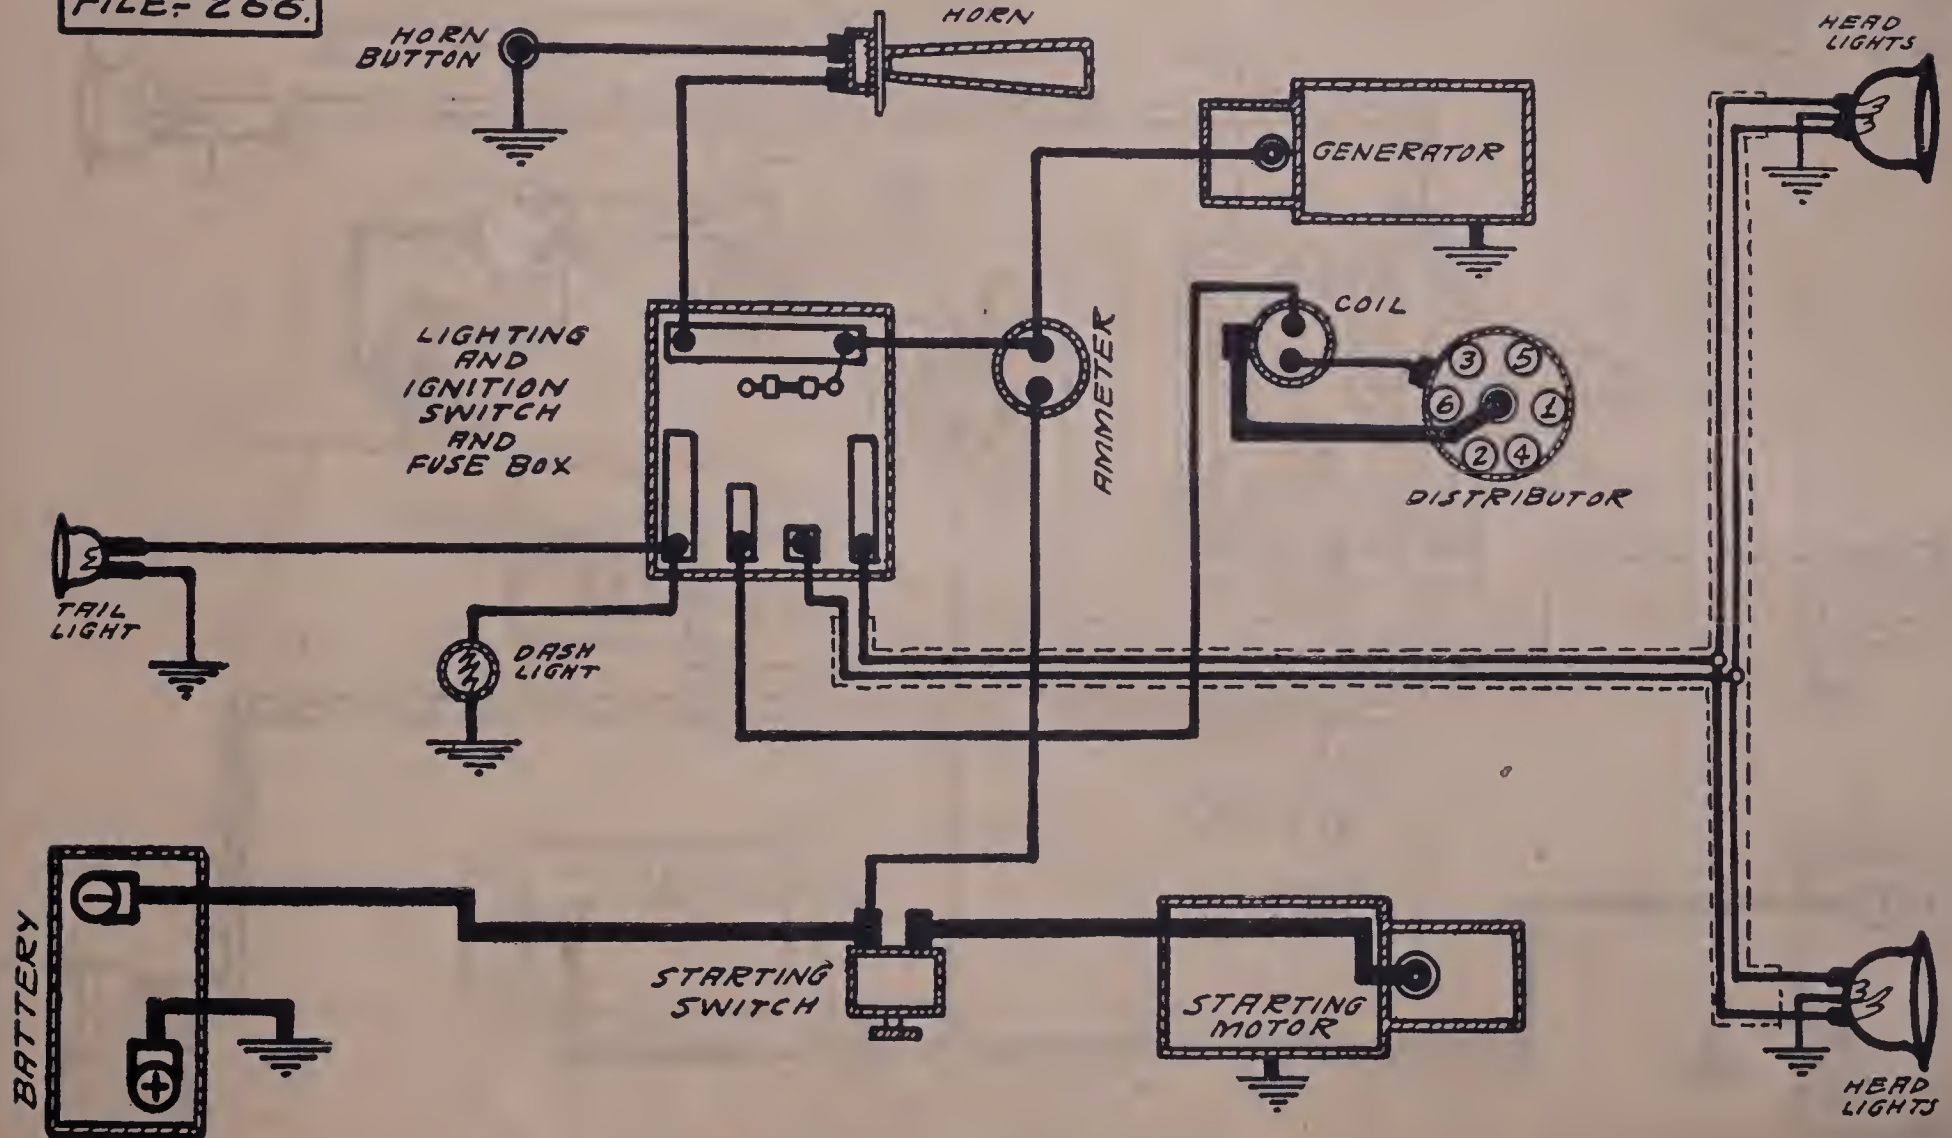 FILE:- 266.
HORN
BUTTON
HORN
HEAD
LIGHTS
GENERATOR
COIL
LIGHTING
AND
IGNITION
SWITCH
AND
FUSE BOX
AMMETER
3
5
6
1
2
4
DISTRIBUTOR
TAIL
LIGHT
DASH
LIGHT
BATTERY
-
+
STARTING
SWITCH
STARTING
MOTOR
HEAD
LIGHTS